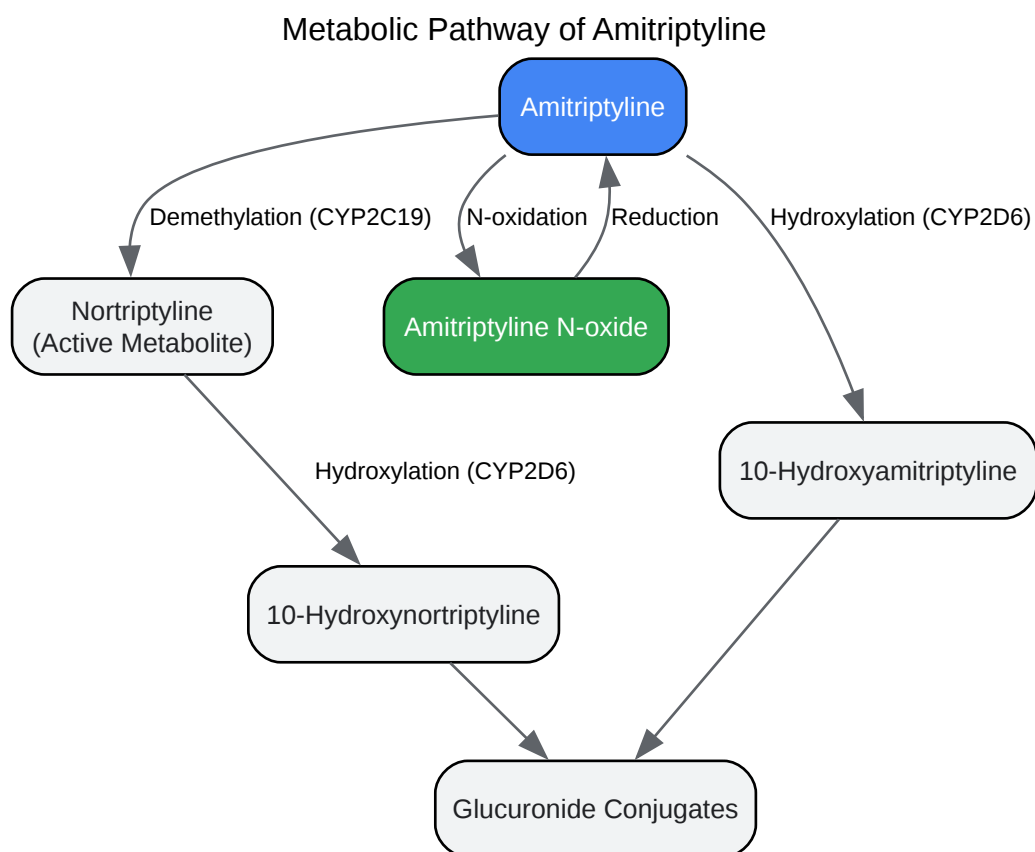 Metabolic Pathway of Amitriptyline
Amitriptyline
Demethylation (CYP2C19)
N-oxidation
Reduction
Hydroxylation (CYP2D6)
Nortriptyline
(Active Metabolite)
Amitriptyline N-oxide
Hydroxylation (CYP2D6)
10-Hydroxyamitriptyline
10-Hydroxynortriptyline
Glucuronide Conjugates